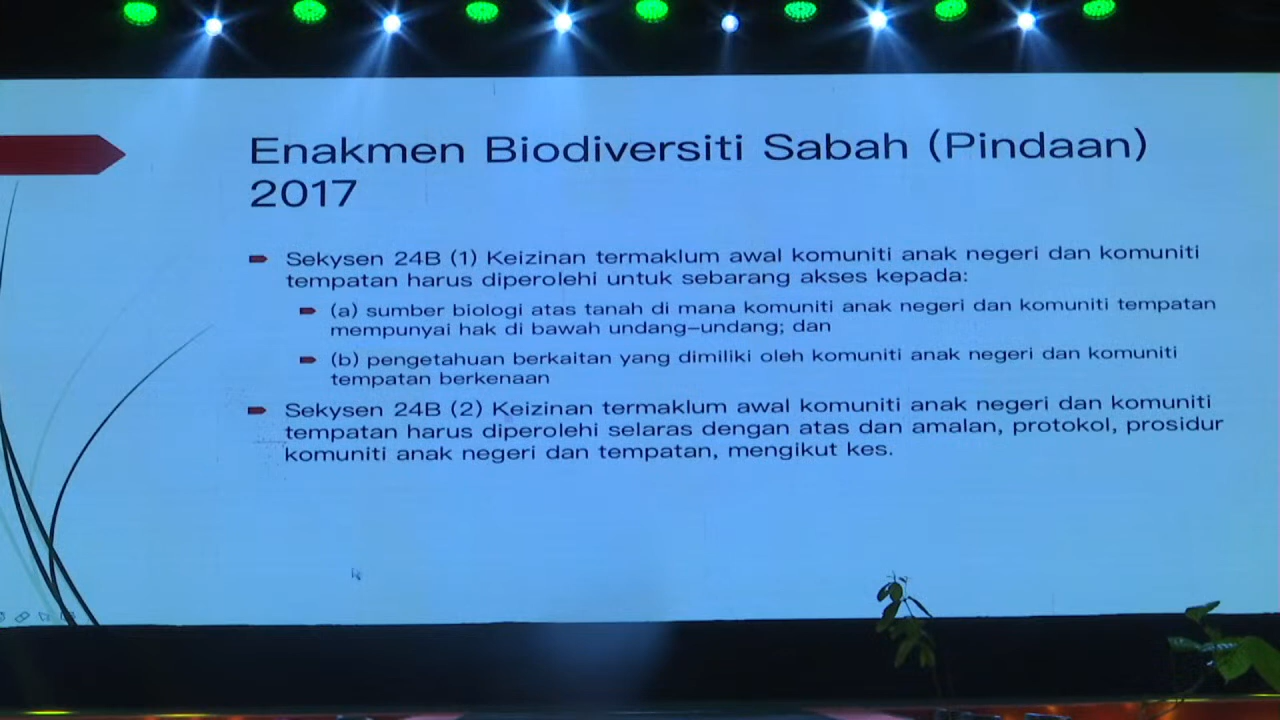 Enakmen Biodiversiti Sabah (Pindaan)
2017
Sekysen 24B (1) Keizinan termaklum awal komuniti anak negeri dan komuniti
tempatan harus diperolehi untuk sebarang akses kepada:
(a) sumber biologi atas tanah di mana komuniti anak negeri dan komuniti tempatan
mempunyai hak di bawah undang-undang; dan
(b) pengetahuan berkaitan yang dimiliki oleh komuniti anak negeri dan komuniti
tempatan berkenaan
Sekysen 24B (2) Keizinan termaklum awal komuniti anak negeri dan komuniti
tempatan harus diperolehi selaras dengan atas dan amalan, protokol, prosidur
komuniti anak negeri dan tempatan, mengikut kes.